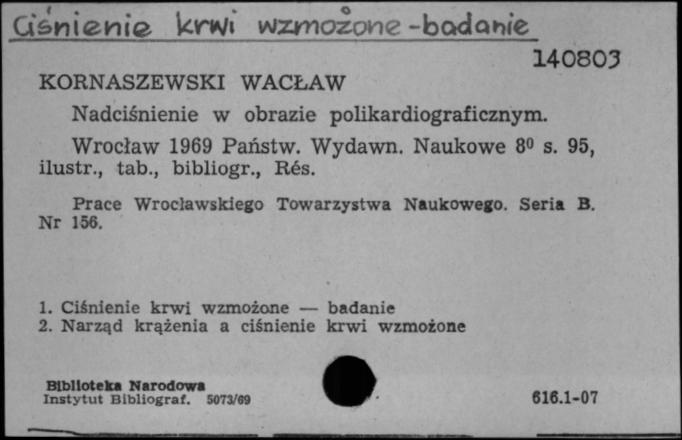 Ciśnienie krwi wzmożone - badanie
140803
KORNASZEWSKI WACŁAW
Nadciśnienie w obrazie polikardiograficznym.
Wrocław 1969 Państw. Wydawn. Naukowe 8⁰ s. 95,
ilustr., tab., bibliogr., Rés.
Prace Wrocławskiego Towarzystwa Naukowego. Seria B.
Nr 156.
1. Ciśnienie krwi wzmożone — badanie
2. Narząd krążenia a ciśnienie krwi wzmożone
Biblioteka Narodowa
Instytut Bibliograf. 5073/69
616.1-07